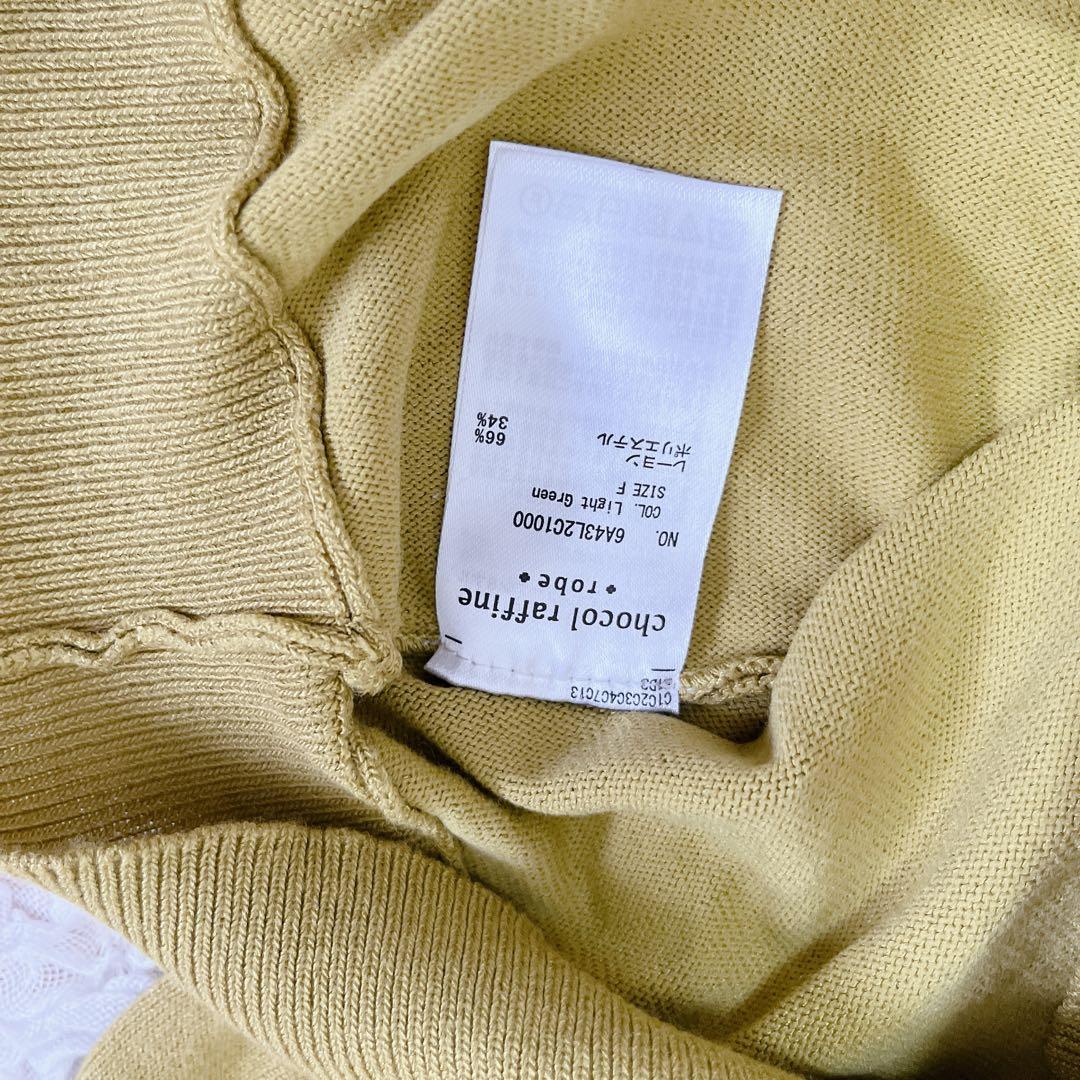 C1C2C3C4C7C13
chocol raffine
robe
NO. 6A43L2C1000
COL. Light Green
SIZE F
レーヨン 66%
ポリエステル 34%